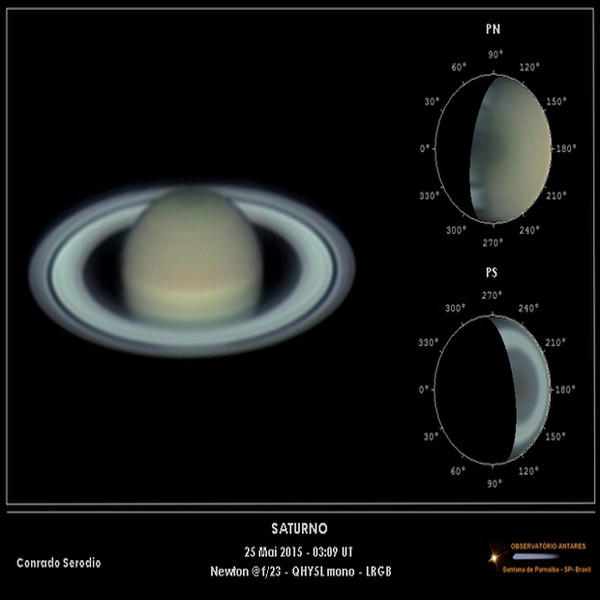 PN
90°
60° 120°
30° 150°
0° 180°
330° 210°
300° 240°
270°
PS
270°
300° 240°
330° 210°
0° 180°
30° 150°
60° 120°
90°
SATURNO
25 Mai 2015 - 03:09 UT
Newton @f/23 - QHY5L mono - LRGB
Conrado Serodio
OBSERVATÓRIO ANTARES
Santana de Parnaíba - SP- Brasil